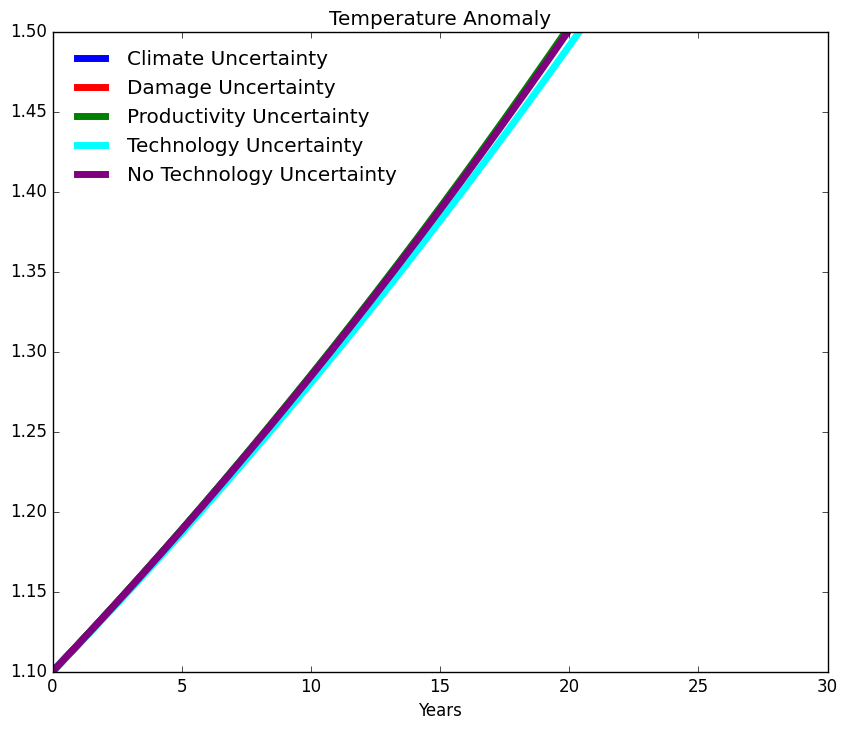 Temperature Anomaly
1.50
1.45
1.40
1.35
1.30
1.25
1.20
1.15
1.10
Climate Uncertainty
Damage Uncertainty
Productivity Uncertainty
Technology Uncertainty
No Technology Uncertainty
0 5 10 15 20 25 30
Years